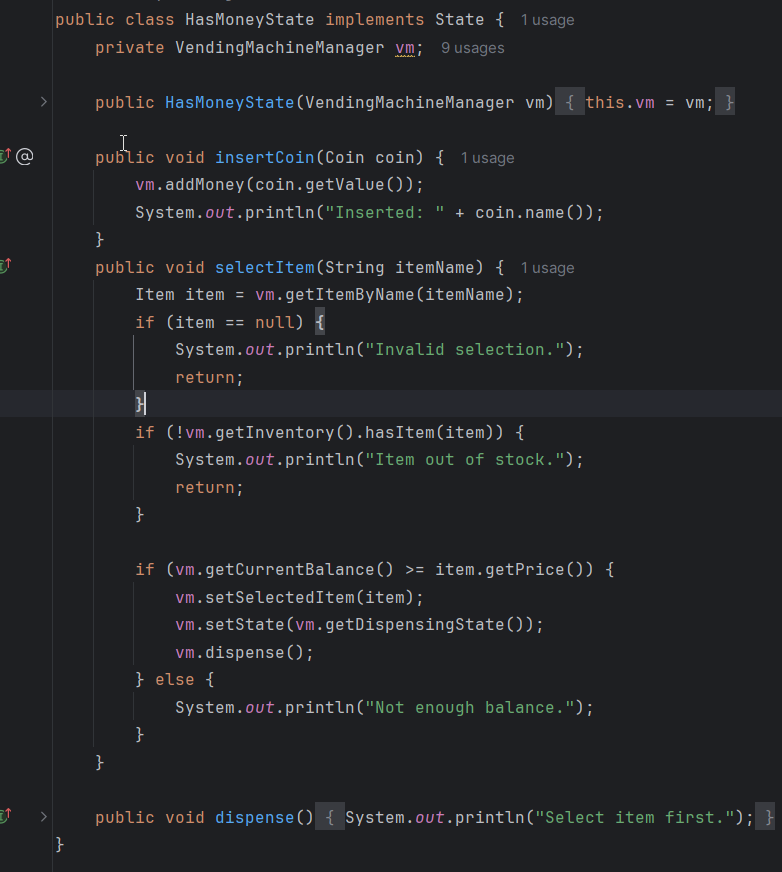 public class HasMoneyState implements State { 1 usage
private VendingMachineManager vm; 9 usages
public HasMoneyState(VendingMachineManager vm) { this.vm = vm; }
@
public void insertCoin(Coin coin) { 1 usage
vm.addMoney(coin.getValue());
System.out.println("Inserted: " + coin.name());
}
public void selectItem(String itemName) { 1 usage
Item item = vm.getItemByName(itemName);
if (item == null) {
System.out.println("Invalid selection.");
return;
}
if (!vm.getInventory().hasItem(item)) {
System.out.println("Item out of stock.");
return;
}
if (vm.getCurrentBalance() >= item.getPrice()) {
vm.setSelectedItem(item);
vm.setState(vm.getDispensingState());
vm.dispense();
} else {
System.out.println("Not enough balance.");
}
}
public void dispense() { System.out.println("Select item first."); }
}